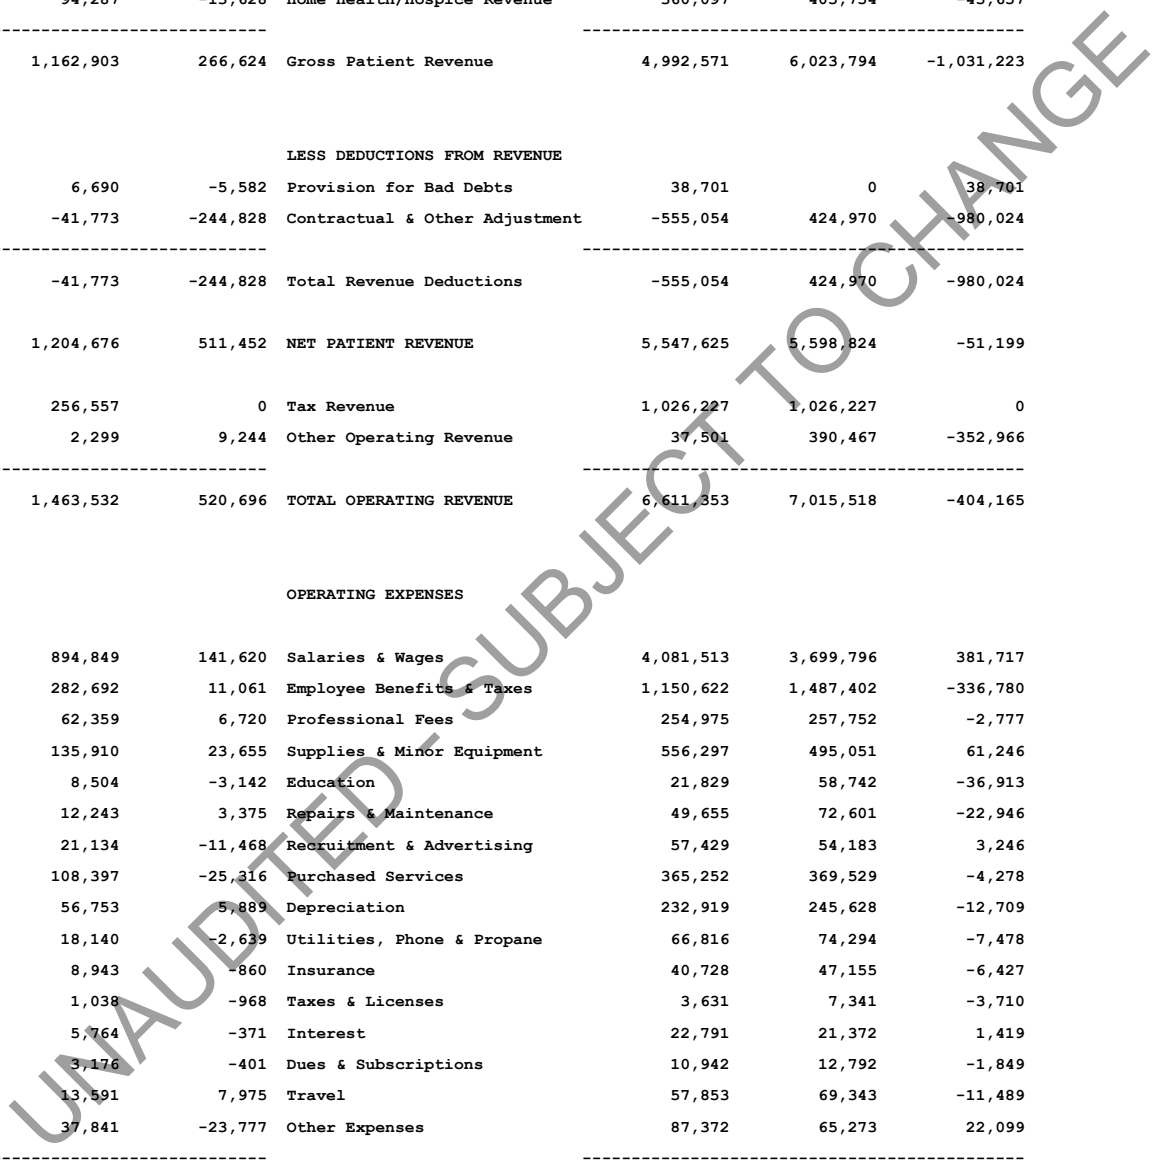 94,287 -13,628 Home Health/Hospice Revenue 360,097 403,754 -43,657
1,162,903 266,624 Gross Patient Revenue 4,992,571 6,023,794 -1,031,223
LESS DEDUCTIONS FROM REVENUE
6,690 -5,582 Provision for Bad Debts 38,701 0 38,701
-41,773 -244,828 Contractual & Other Adjustment -555,054 424,970 -980,024
-41,773 -244,828 Total Revenue Deductions -555,054 424,970 -980,024
1,204,676 511,452 NET PATIENT REVENUE 5,547,625 5,598,824 -51,199
256,557 0 Tax Revenue 1,026,227 1,026,227 0
2,299 9,244 Other Operating Revenue 37,501 390,467 -352,966
1,463,532 520,696 TOTAL OPERATING REVENUE 6,611,353 7,015,518 -404,165
OPERATING EXPENSES
894,849 141,620 Salaries & Wages 4,081,513 3,699,796 381,717
282,692 11,061 Employee Benefits & Taxes 1,150,622 1,487,402 -336,780
62,359 6,720 Professional Fees 254,975 257,752 -2,777
135,910 23,655 Supplies & Minor Equipment 556,297 495,051 61,246
8,504 -3,142 Education 21,829 58,742 -36,913
12,243 3,375 Repairs & Maintenance 49,655 72,601 -22,946
21,134 -11,468 Recruitment & Advertising 57,429 54,183 3,246
108,397 -25,316 Purchased Services 365,252 369,529 -4,278
56,753 5,889 Depreciation 232,919 245,628 -12,709
18,140 -2,639 Utilities, Phone & Propane 66,816 74,294 -7,478
8,943 -860 Insurance 40,728 47,155 -6,427
1,038 -968 Taxes & Licenses 3,631 7,341 -3,710
5,764 -371 Interest 22,791 21,372 1,419
3,176 -401 Dues & Subscriptions 10,942 12,792 -1,849
13,591 7,975 Travel 57,853 69,343 -11,489
37,841 -23,777 Other Expenses 87,372 65,273 22,099
UNAUDITED - SUBJECT TO CHANGE